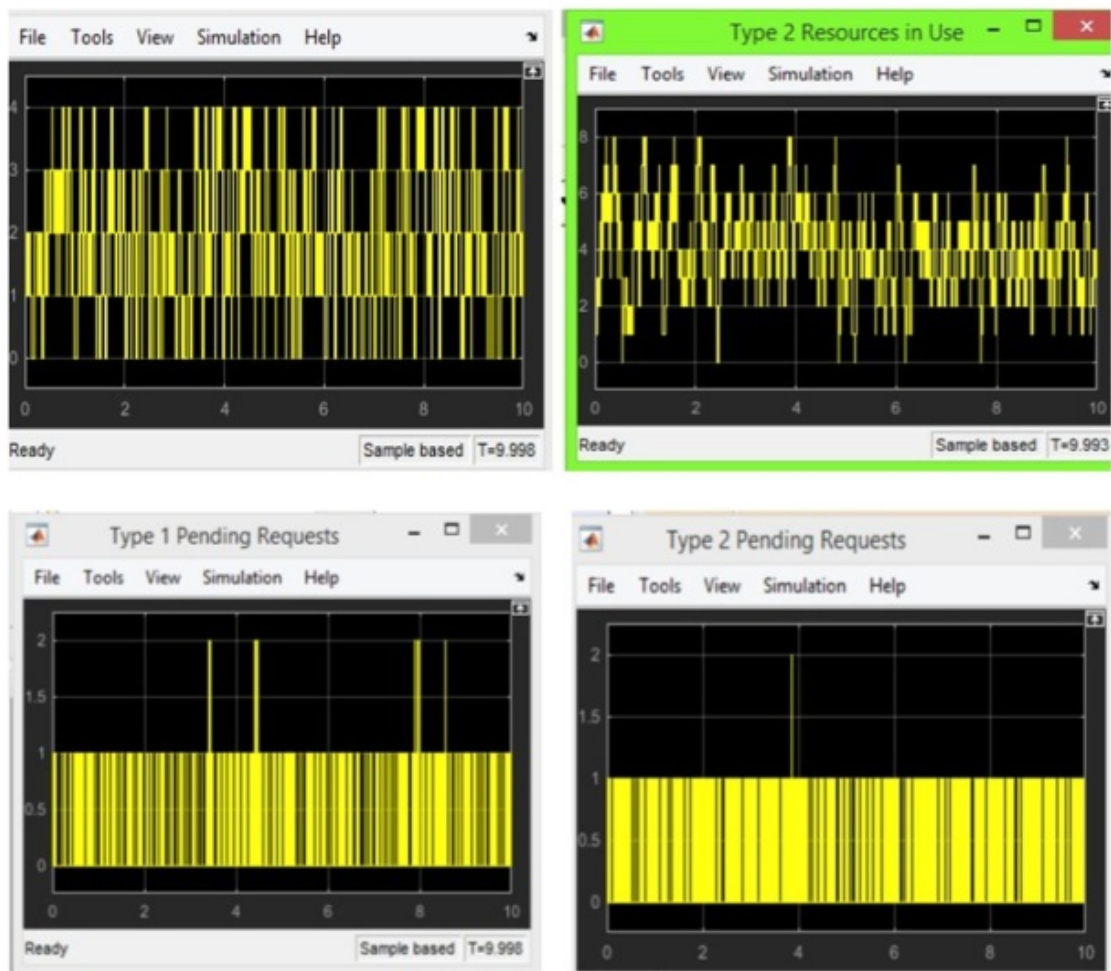 File Tools View Simulation Help
4
3
2
1
0
0 2 4 6 8 10
Ready Sample based T=9.998
Type 2 Resources in Use
File Tools View Simulation Help
8
6
4
2
0
0 2 4 6 8 10
Ready Sample based T=9.993
Type 1 Pending Requests
File Tools View Simulation Help
2
1.5
1
0.5
0
0 2 4 6 8 10
Ready Sample based T=9.998
Type 2 Pending Requests
File Tools View Simulation Help
2
1.5
1
0.5
0
0 2 4 6 8 10